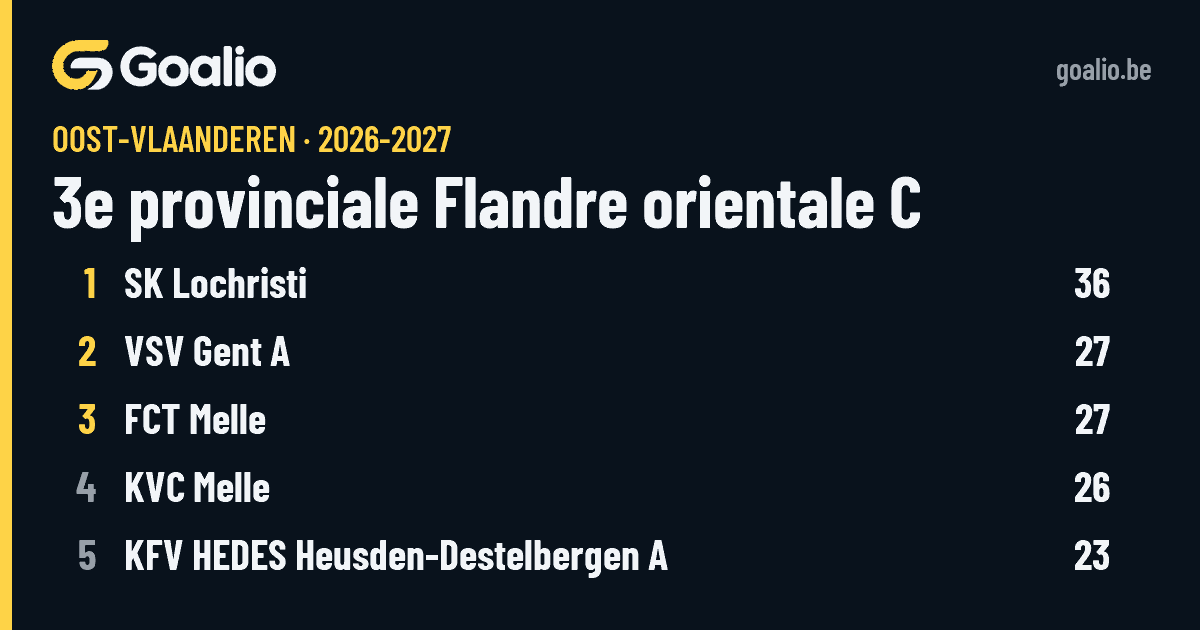 Goalio
goalio.be
OOST-VLAANDEREN · 2026-2027
3e provinciale Flandre orientale C
1 SK Lochristi 36
2 VSV Gent A 27
3 FCT Melle 27
4 KVC Melle 26
5 KFV HEDES Heusden-Destelbergen A 23